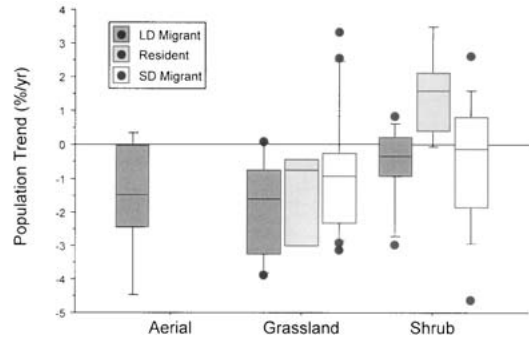 4
3
2
1
0
-1
-2
-3
-4
-5
Population Trend (%/yr)
LD Migrant
Resident
SD Migrant
Aerial Grassland Shrub